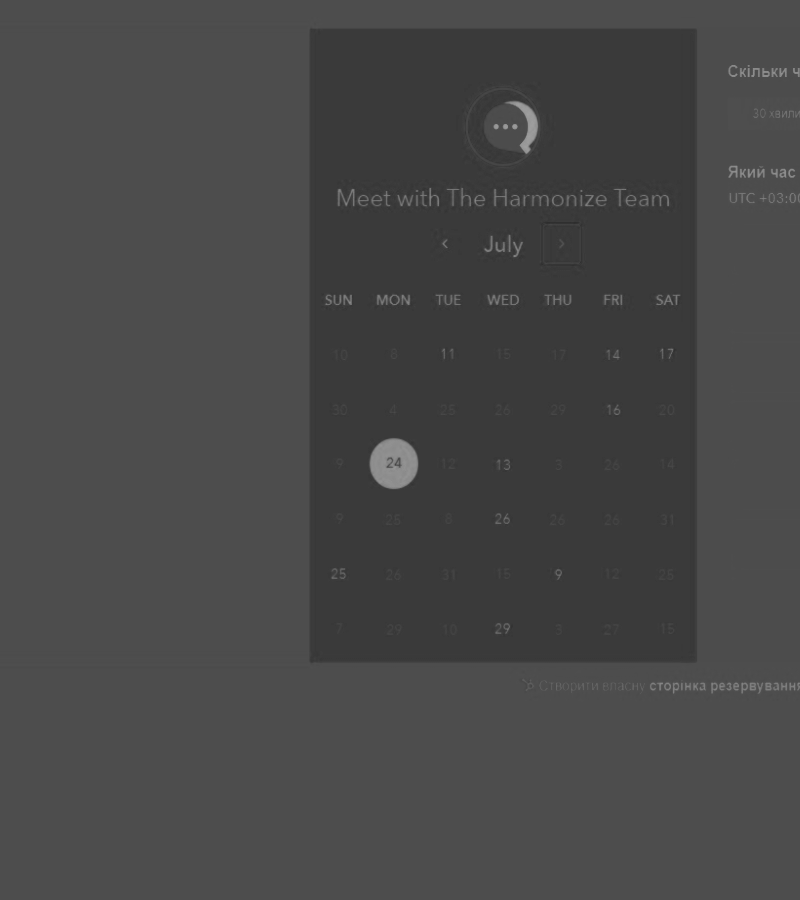 Скільки ч
30 хвили
Meet with The Harmonize Team
Який час
UTC +03:00
July
SUN MON TUE WED THU FRI SAT
10 8 11 15 17 14 17
30 4 25 26 29 16 20
9 24 12 13 3 26 14
9 25 8 26 26 26 31
25 26 31 15 9 12 25
7 29 10 29 3 27 15
Створити власну сторінка резервування